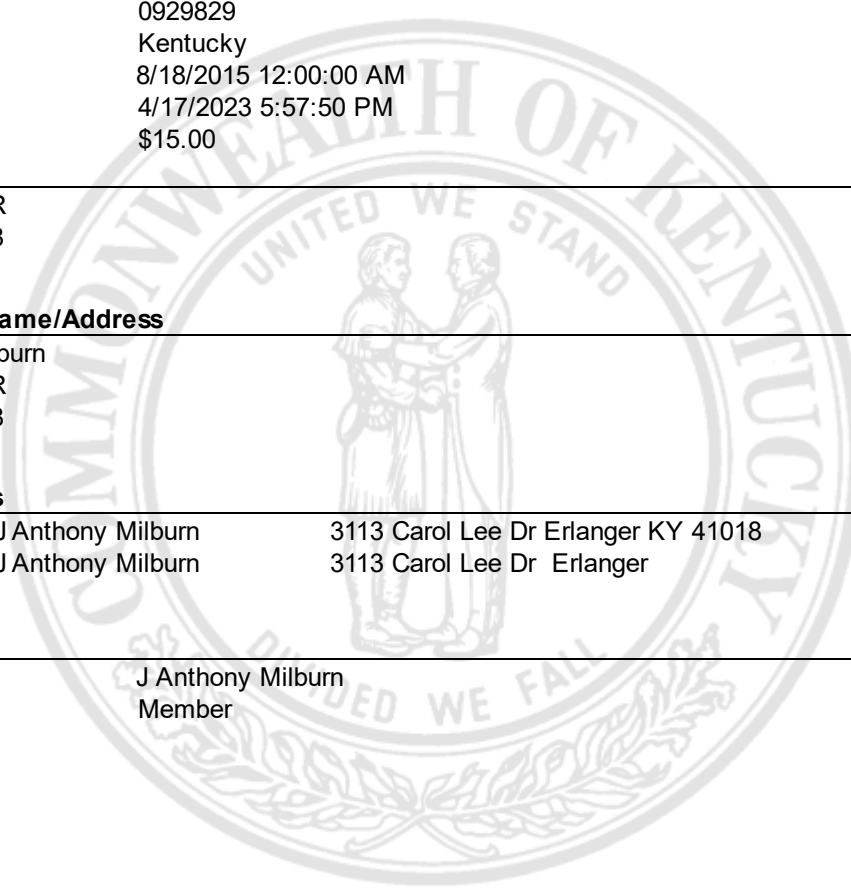 0929829
Kentucky
8/18/2015 12:00:00 AM
4/17/2023 5:57:50 PM
$15.00
R
3
ame/Address
burn
R
3
s
J Anthony Milburn 3113 Carol Lee Dr Erlanger KY 41018
J Anthony Milburn 3113 Carol Lee Dr Erlanger
J Anthony Milburn
Member
COMMONWEALTH OF KENTUCKY
UNITED WE STAND
DIVIDED WE FALL